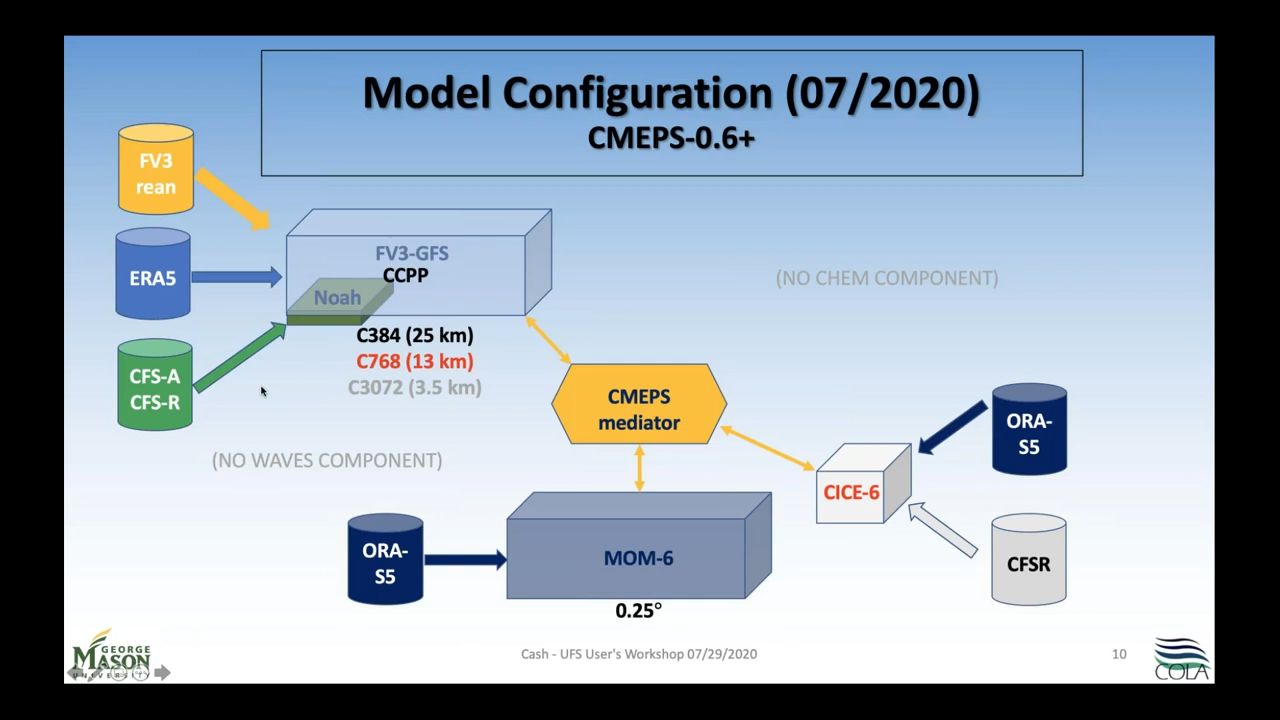 Model Configuration (07/2020)
CMEPS-0.6+
FV3
rean
ERA5
CFS-A
CFS-R
FV3-GFS
CCPP
Noah
C384 (25 km)
C768 (13 km)
C3072 (3.5 km)
(NO CHEM COMPONENT)
CMEPS
mediator
(NO WAVES COMPONENT)
ORA-
S5
CICE-6
CFSR
ORA-
S5
MOM-6
0.25°
GEORGE
MASON
UNIVERSITY
Cash - UFS User's Workshop 07/29/2020
10
COLA